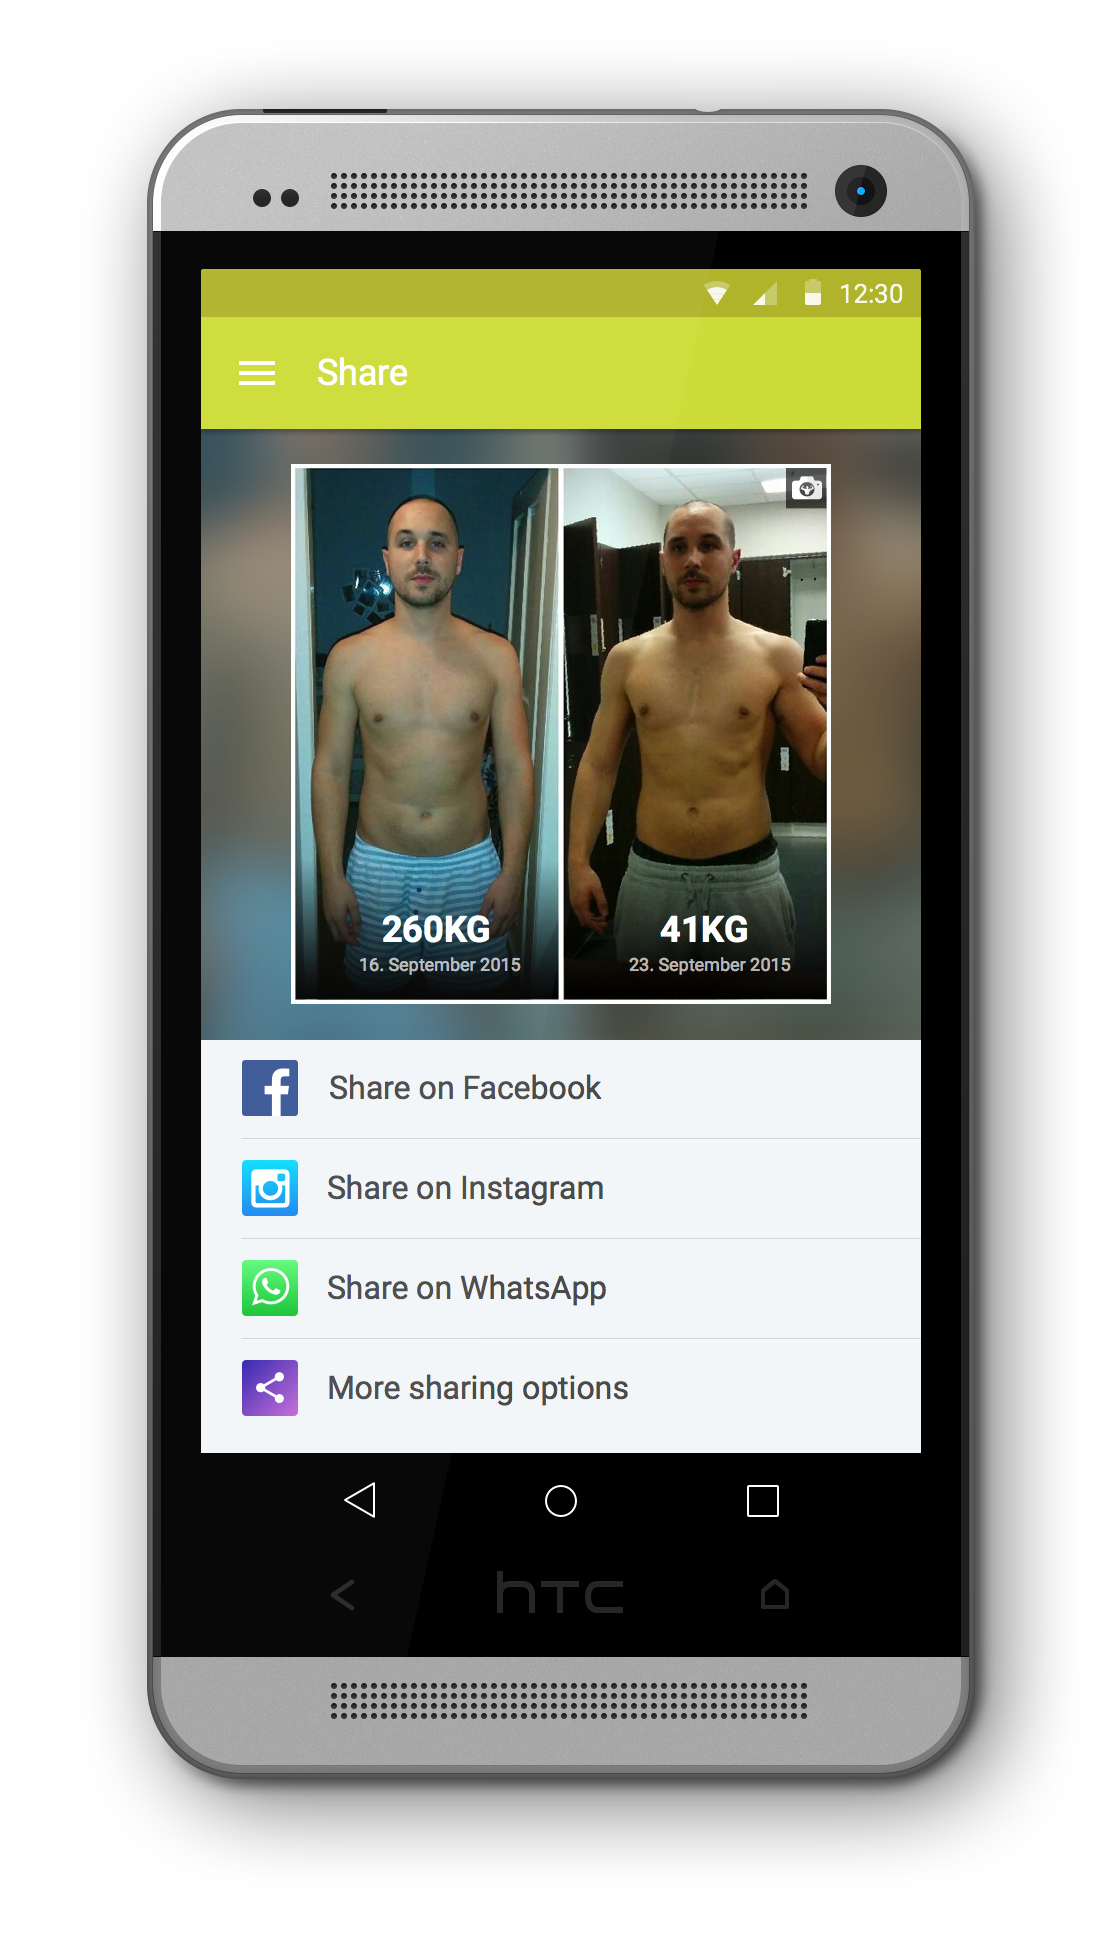 12:30
Share
260KG
16. September 2015
41KG
23. September 2015
Share on Facebook
Share on Instagram
Share on WhatsApp
More sharing options
hTC